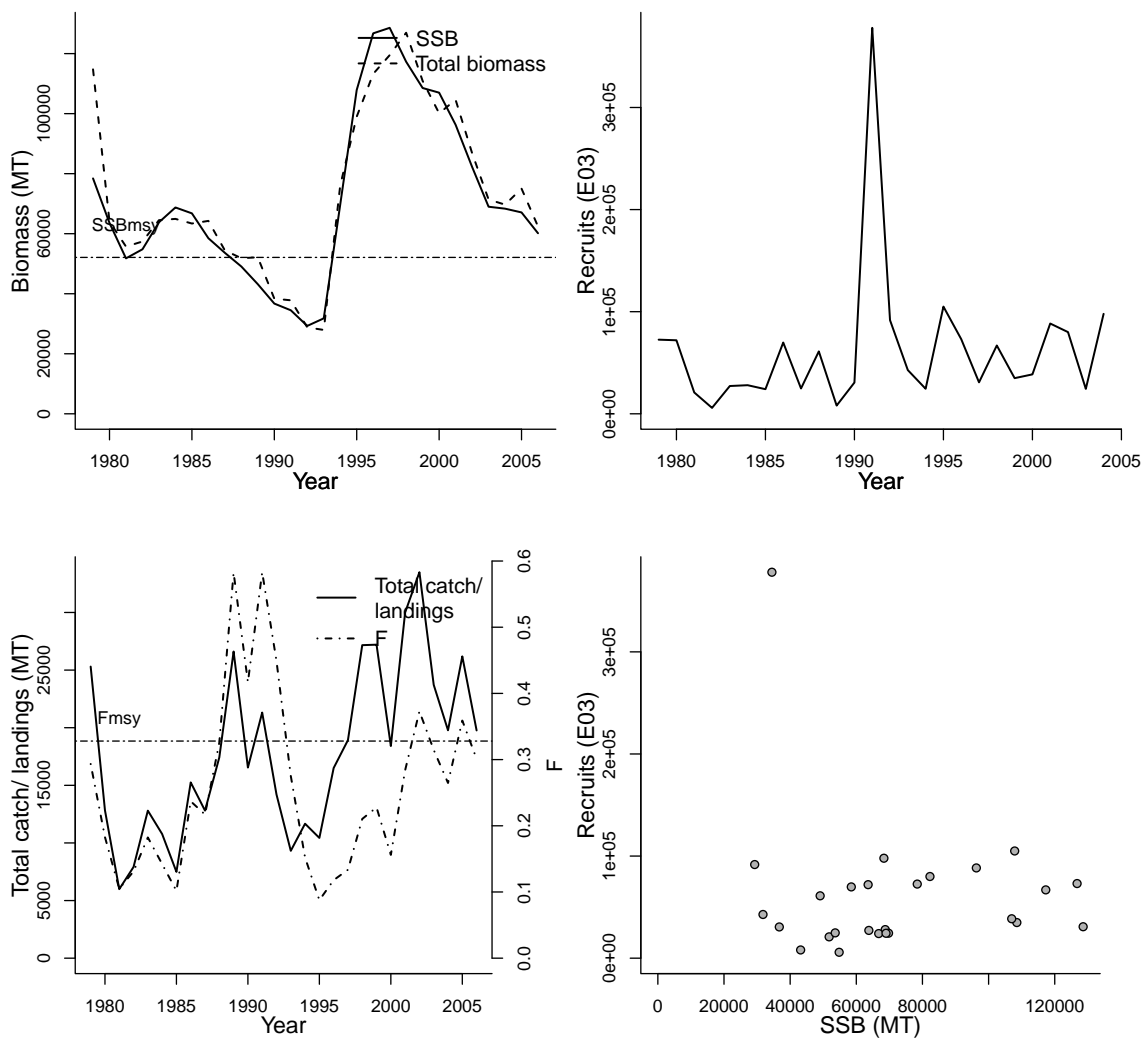 SSB
Total biomass
SSBmsy
Biomass (MT)
0
20000
60000
100000
1980
1985
1990
1995
2000
2005
Year
Recruits (E03)
0e+00
1e+05
2e+05
3e+05
1980
1985
1990
1995
2000
2005
Year
Total catch/
landings
F
Fmsy
Total catch/ landings (MT)
0
5000
15000
25000
F
0.0
0.1
0.2
0.3
0.4
0.5
0.6
1980
1985
1990
1995
2000
2005
Year
Recruits (E03)
0e+00
1e+05
2e+05
3e+05
0
20000
40000
60000
80000
120000
SSB (MT)